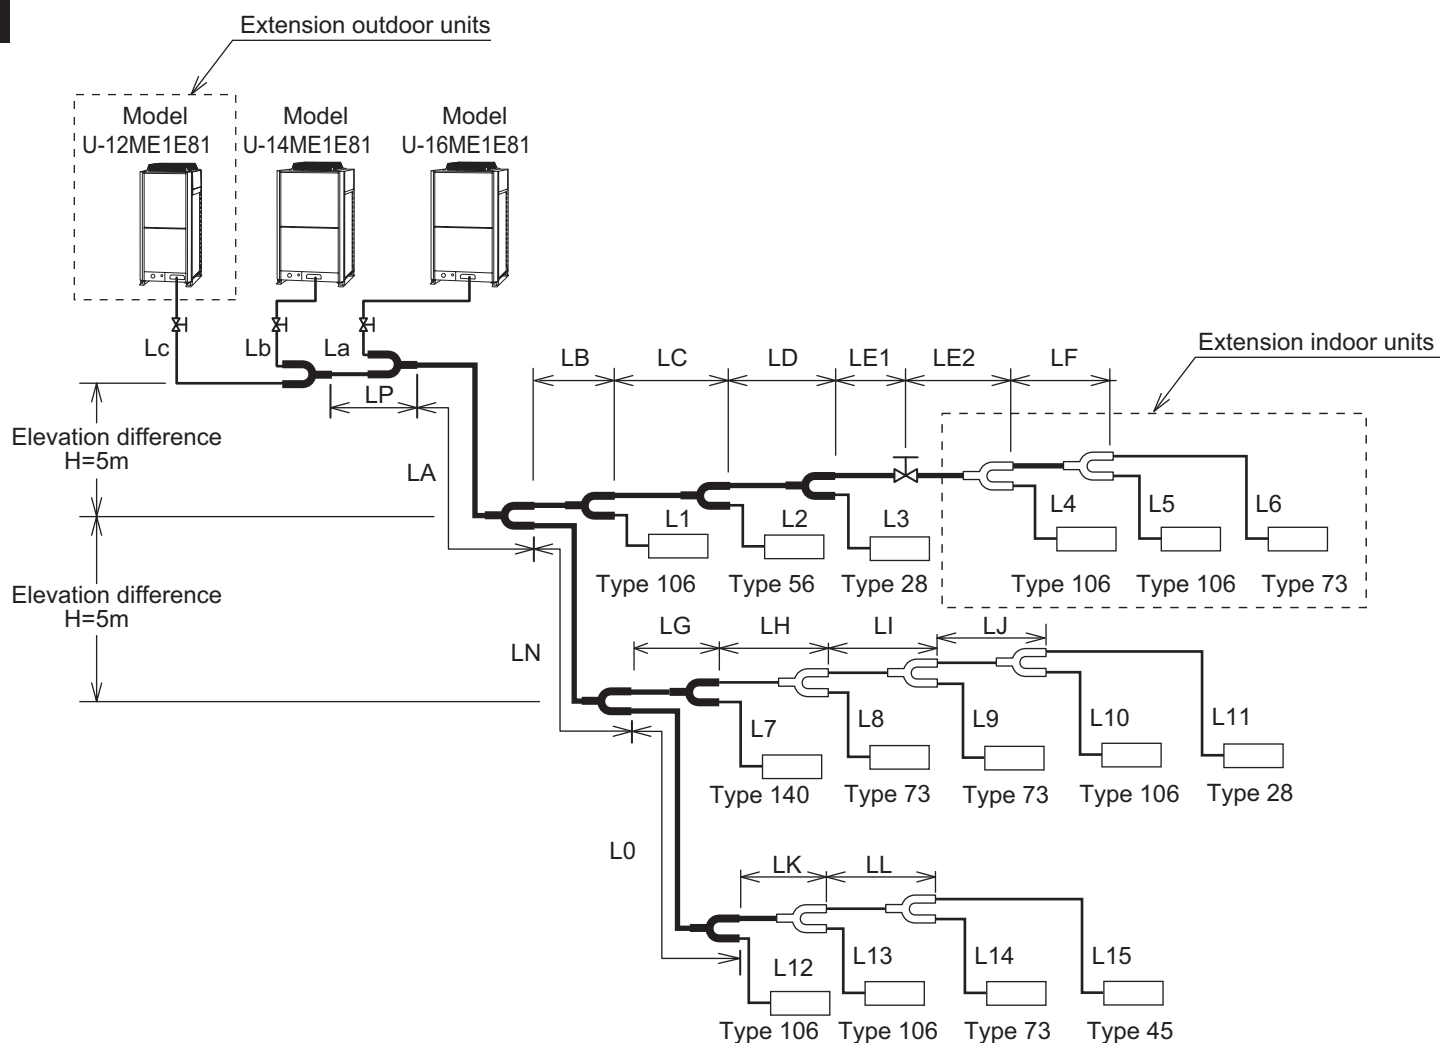 Extension outdoor units
Model
U-12ME1E81
Model
U-14ME1E81
Model
U-16ME1E81
Lc
Lb
La
LP
Elevation difference
H=5m
LA
LB
LC
LD
LE1
LE2
LF
Extension indoor units
L1
L2
L3
L4
L5
L6
Type 106
Type 56
Type 28
Type 106
Type 106
Type 73
Elevation difference
H=5m
LN
LG
LH
LI
LJ
L7
L8
L9
L10
L11
Type 140
Type 73
Type 73
Type 106
Type 28
L0
LK
LL
L12
L13
L14
L15
Type 106
Type 106
Type 73
Type 45